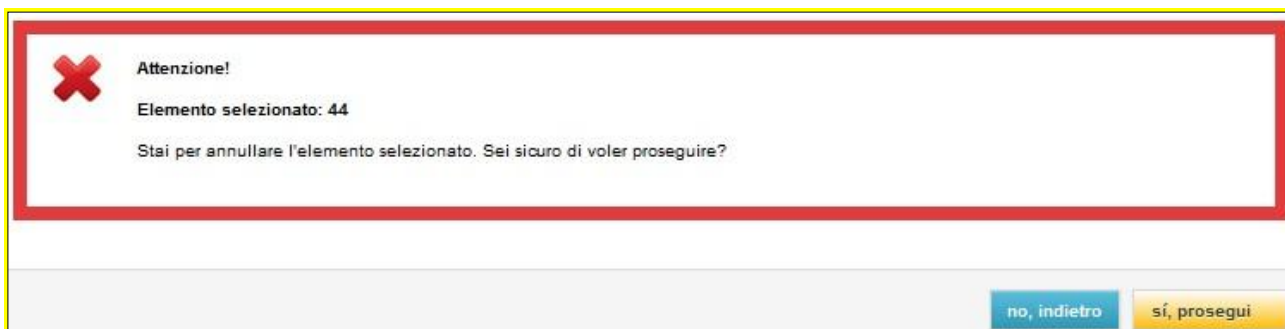 Attenzione!
Elemento selezionato: 44
Stai per annullare l'elemento selezionato. Sei sicuro di voler proseguire?
no, indietro
sí, prosegui